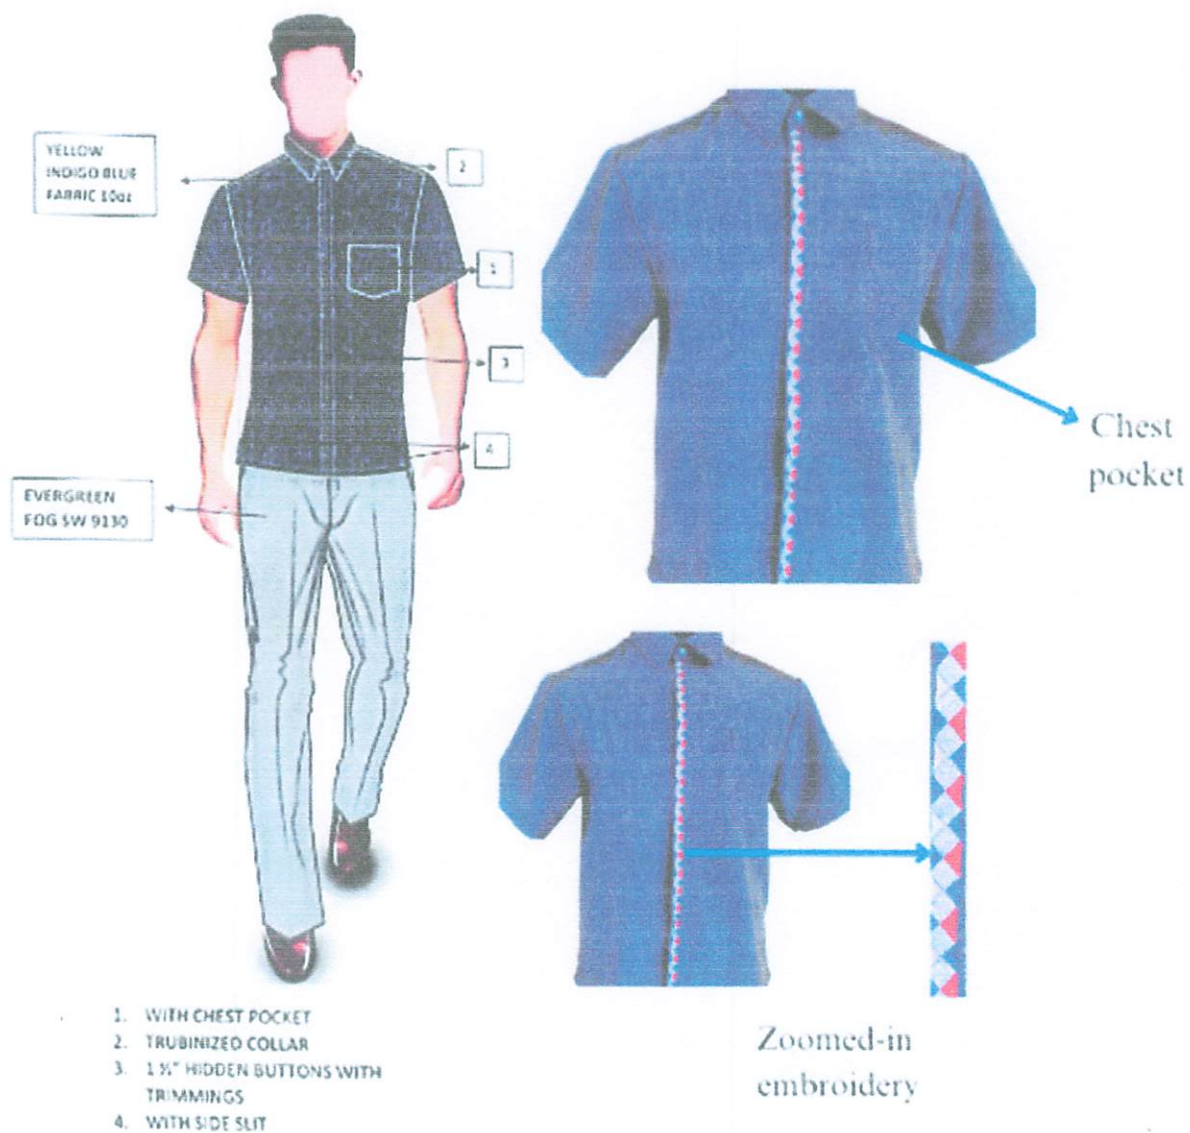 YELLOW
INDIGO BLUE
FABRIC 10oz
2
1
3
4
EVERGREEN
FOG SW 9130
Chest
pocket
1. WITH CHEST POCKET
2. TRUBINIZED COLLAR
3. 1 ½" HIDDEN BUTTONS WITH
TRIMMINGS
4. WITH SIDE SLIT
Zoomed-in
embroidery